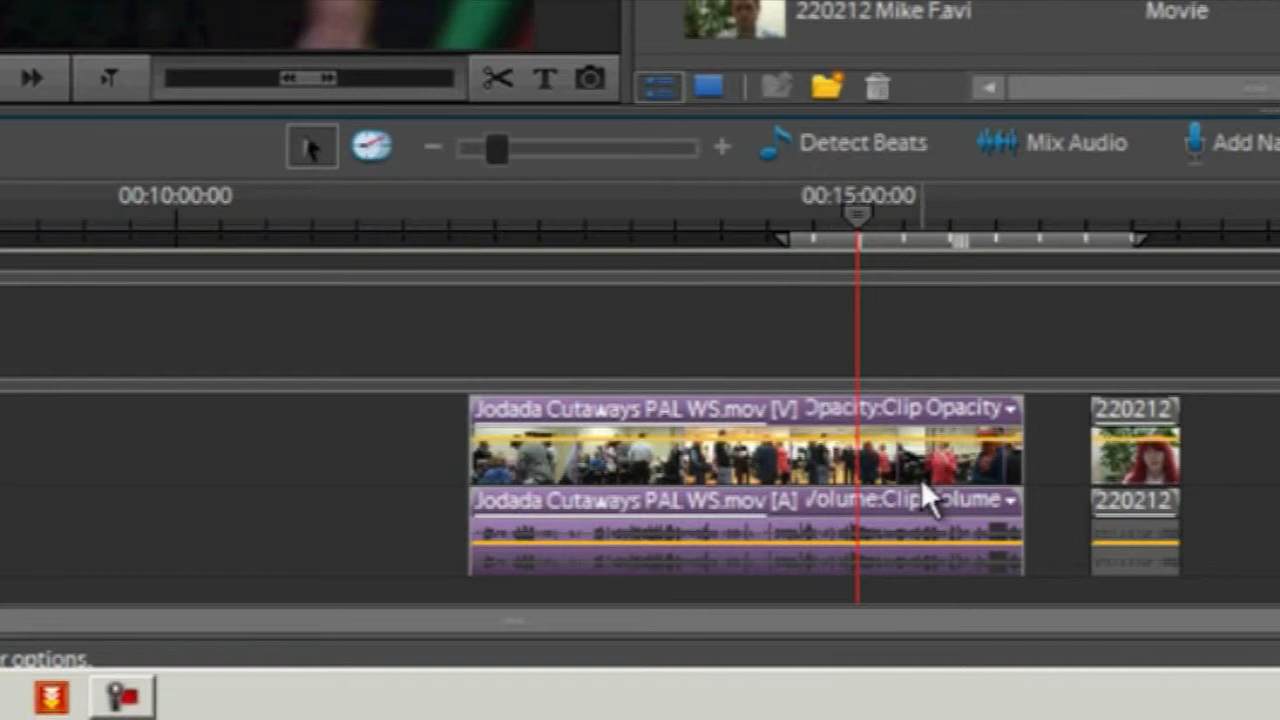 220212 Mike F.avi Movie
Detect Beats Mix Audio Add Na
00:10:00:00 00:15:00:00
Jodada Cutaways PAL WS.mov [V] Opacity:Clip Opacity 220212
Jodada Cutaways PAL WS.mov [A] Volume:Clip Volume 220212
r options.